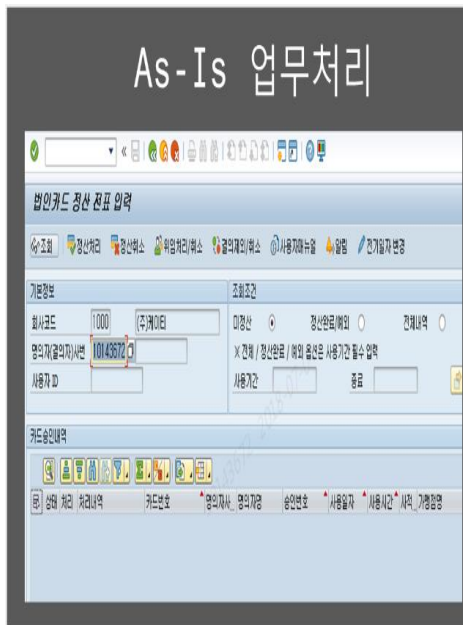 As-Is 업무처리
법인카드 정산 전표 입력
조회 정산처리 정산취소 위임처리/취소 결의제외/취소 사용자매뉴얼 알림 전기일자 변경
기본정보 조회조건
회사코드 1000 (주)케이티 미정산 정산완료/예외 전체내역
명의자(결의자)사번 10143672 X 전체 / 정산완료 / 예외 옵션은 사용기간 필수 입력
사용자 ID 사용기간 종료
카드승인내역
상태 처리 처리내역 카드번호 명의자사.. 명의자명 승인번호 사용일자 사용시간 사적.. 가맹점명